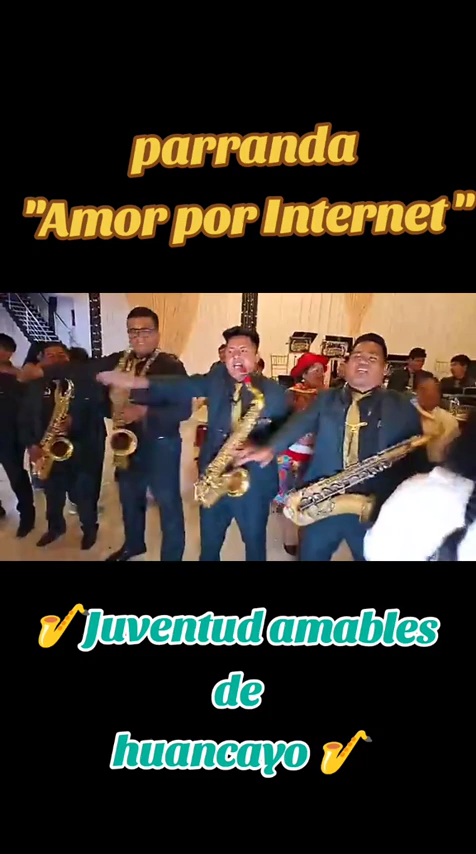 parranda
"Amor por Internet"
🎷Juventud amables
de
huancayo 🎷